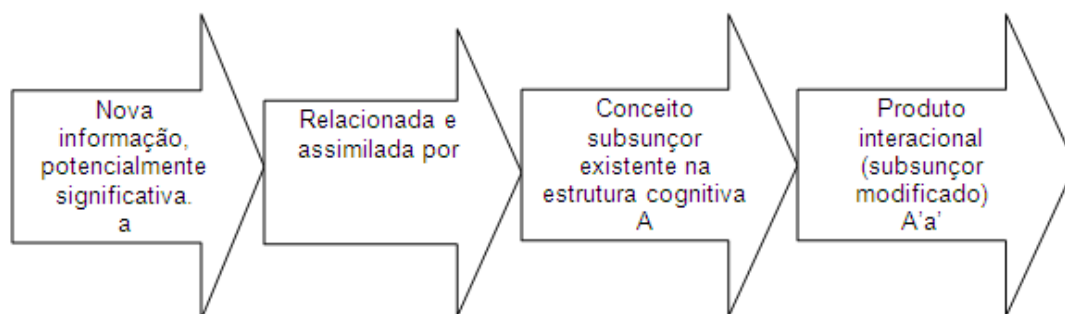 Nova
informação,
potencialmente
significativa.
a
Relacionada e
assimilada por
Conceito
subsunçor
existente na
estrutura cognitiva
A
Produto
interacional
(subsunçor
modificado)
A'a'